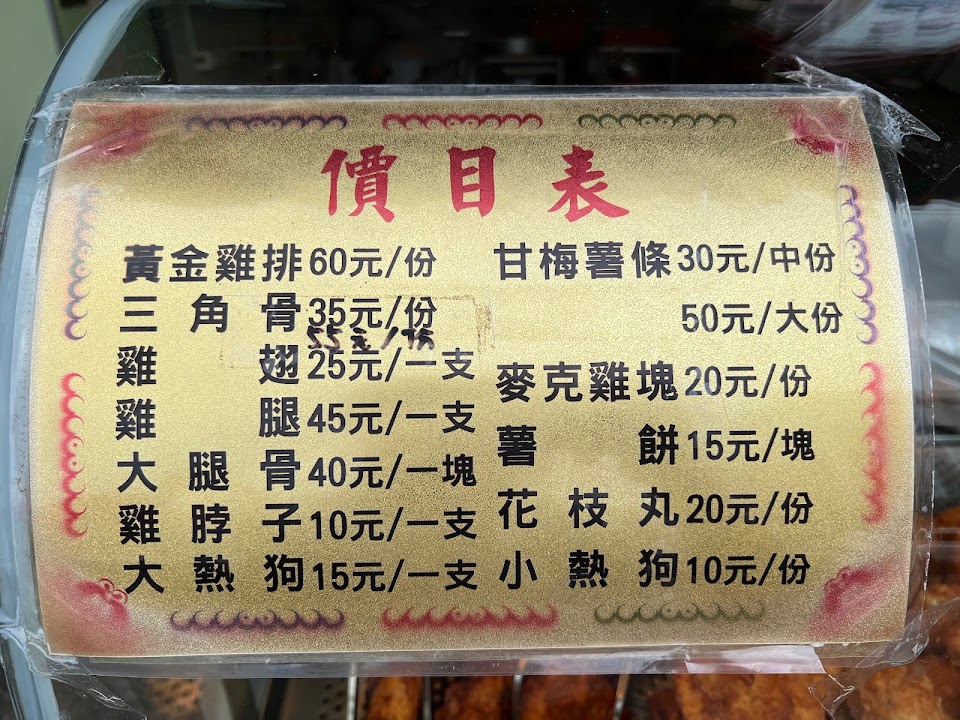 價目表
黃金雞排60元/份
三角骨35元/份
雞翅25元/一支
雞腿45元/一支
大腿骨40元/一塊
雞脖子10元/一支
大熱狗15元/一支
甘梅薯條30元/中份
50元/大份
麥克雞塊20元/份
薯餅15元/塊
花枝丸20元/份
小熱狗10元/份